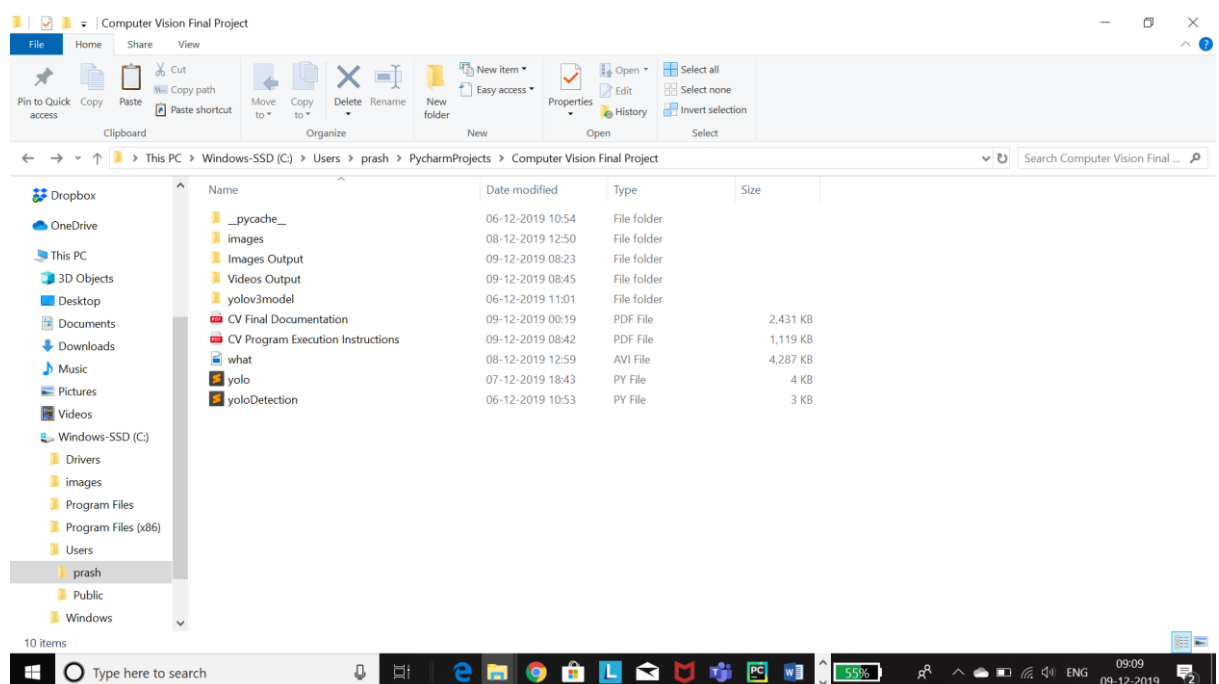 Computer Vision Final Project
File Home Share View
Pin to Quick access
Copy
Paste
Cut
Copy path
Paste shortcut
Clipboard
Move to
Copy to
Delete
Rename
Organize
New folder
New item
Easy access
New
Properties
Open
Edit
History
Open
Select all
Select none
Invert selection
Select
This PC > Windows-SSD (C:) > Users > prash > PycharmProjects > Computer Vision Final Project
Search Computer Vision Final ...
Dropbox
OneDrive
This PC
3D Objects
Desktop
Documents
Downloads
Music
Pictures
Videos
Windows-SSD (C:)
Drivers
images
Program Files
Program Files (x86)
Users
prash
Public
Windows
Name Date modified Type Size
__pycache__ 06-12-2019 10:54 File folder
images 08-12-2019 12:50 File folder
Images Output 09-12-2019 08:23 File folder
Videos Output 09-12-2019 08:45 File folder
yolov3model 06-12-2019 11:01 File folder
CV Final Documentation 09-12-2019 00:19 PDF File 2,431 KB
CV Program Execution Instructions 09-12-2019 08:42 PDF File 1,119 KB
what 08-12-2019 12:59 AVI File 4,287 KB
yolo 07-12-2019 18:43 PY File 4 KB
yoloDetection 06-12-2019 10:53 PY File 3 KB
10 items
Type here to search
L
PC
W
55%
ENG
09:09
09-12-2019
2